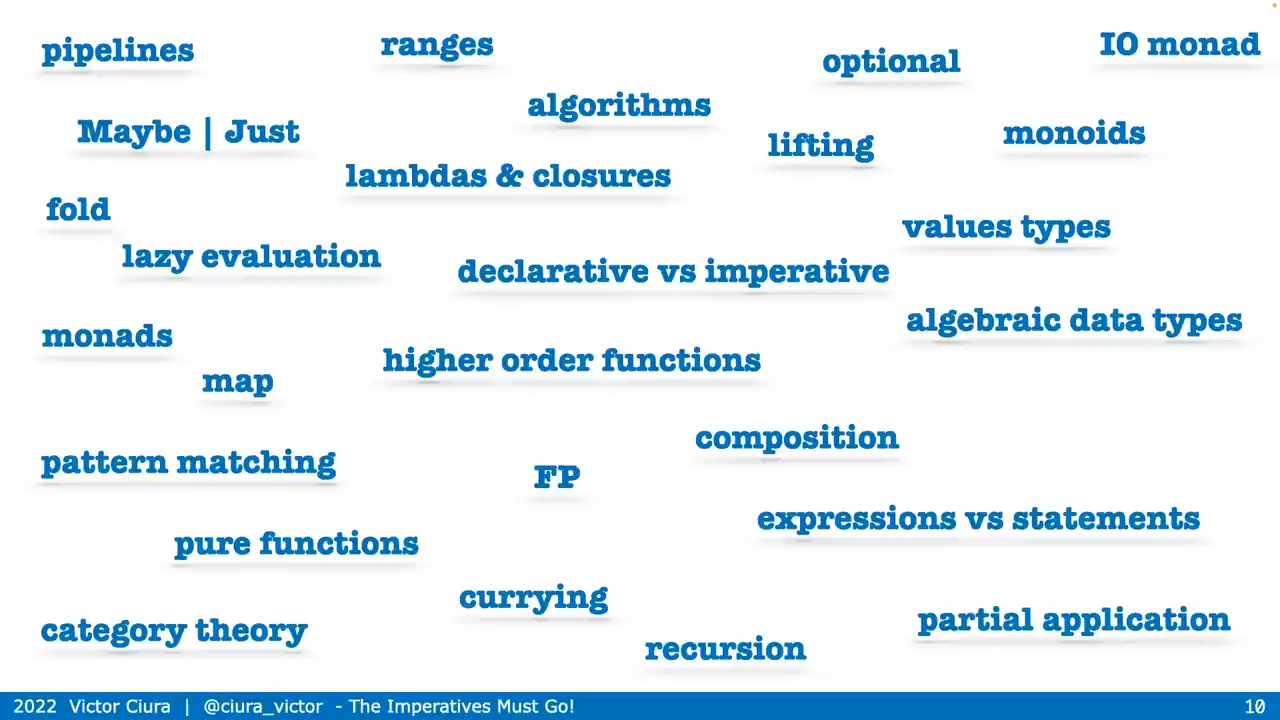 pipelines
ranges
optional
IO monad
algorithms
Maybe | Just
lifting
monoids
lambdas & closures
fold
values types
lazy evaluation
declarative vs imperative
algebraic data types
monads
higher order functions
map
composition
pattern matching
FP
expressions vs statements
pure functions
currying
partial application
category theory
recursion
2022 Victor Ciura | @ciura_victor - The Imperatives Must Go!
10